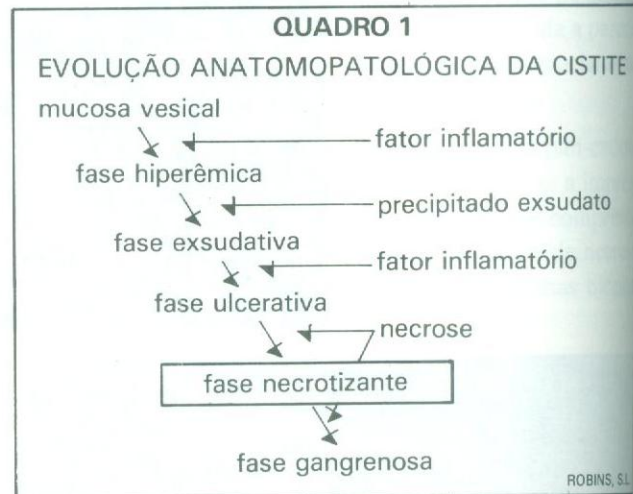 QUADRO 1
EVOLUÇÃO ANATOMOPATOLÓGICA DA CISTITE
mucosa vesical
fator inflamatório
fase hiperêmica
precipitado exsudato
fase exsudativa
fator inflamatório
fase ulcerativa
necrose
fase necrotizante
fase gangrenosa
ROBINS, S.L